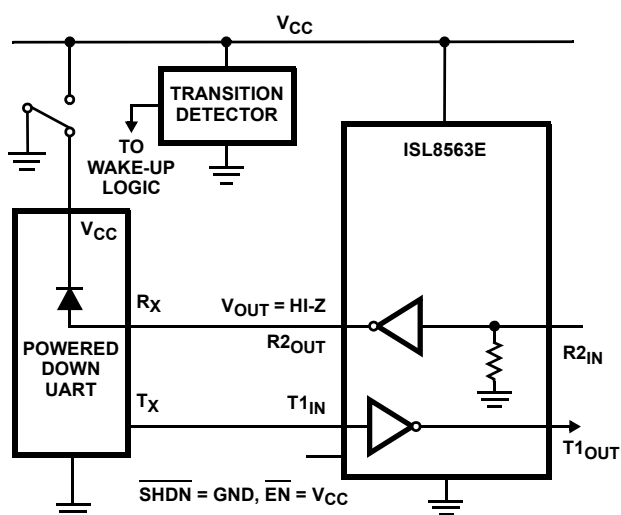 VCC
TRANSITION
DETECTOR
TO
WAKE-UP
LOGIC
ISL8563E
VCC
RX
VOUT = HI-Z
R2OUT
R2IN
POWERED
DOWN
UART
TX
T1IN
T1OUT
SHDN = GND, EN = VCC